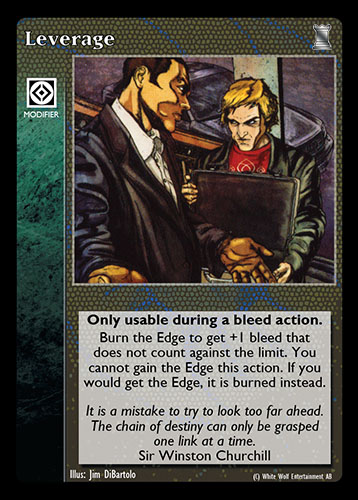 Leverage
MODIFIER
Only usable during a bleed action.
Burn the Edge to get +1 bleed that
does not count against the limit. You
cannot gain the Edge this action. If you
would get the Edge, it is burned instead.
It is a mistake to try to look too far ahead.
The chain of destiny can only be grasped
one link at a time.
Sir Winston Churchill
Illus: Jim DiBartolo
(C) White Wolf Entertainment AB